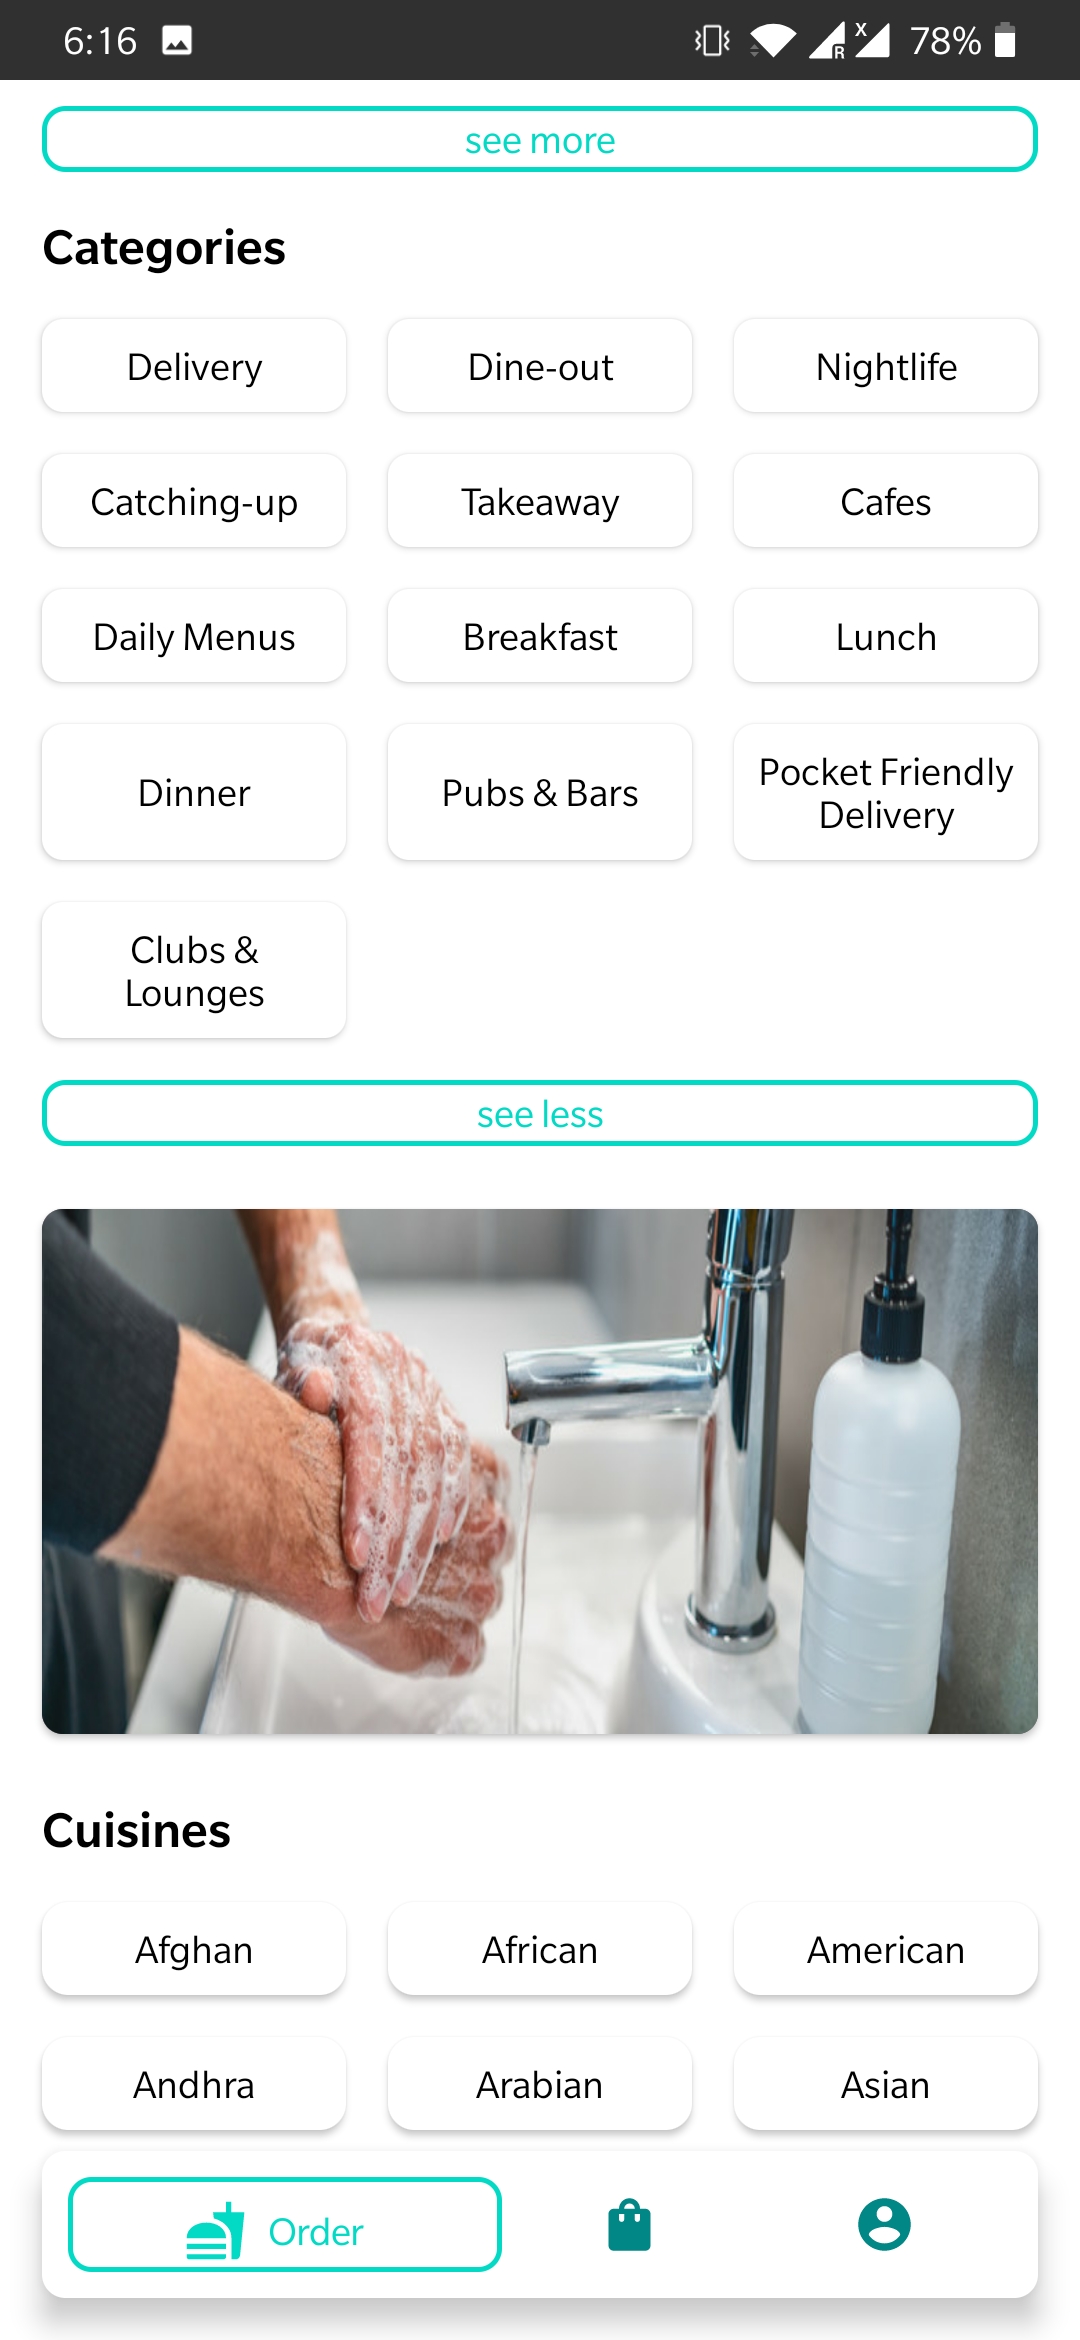 6:16 78%
see more
Categories
Delivery Dine-out Nightlife
Catching-up Takeaway Cafes
Daily Menus Breakfast Lunch
Dinner Pubs & Bars Pocket Friendly
Delivery
Clubs &
Lounges
see less
Cuisines
Afghan African American
Andhra Arabian Asian
Order